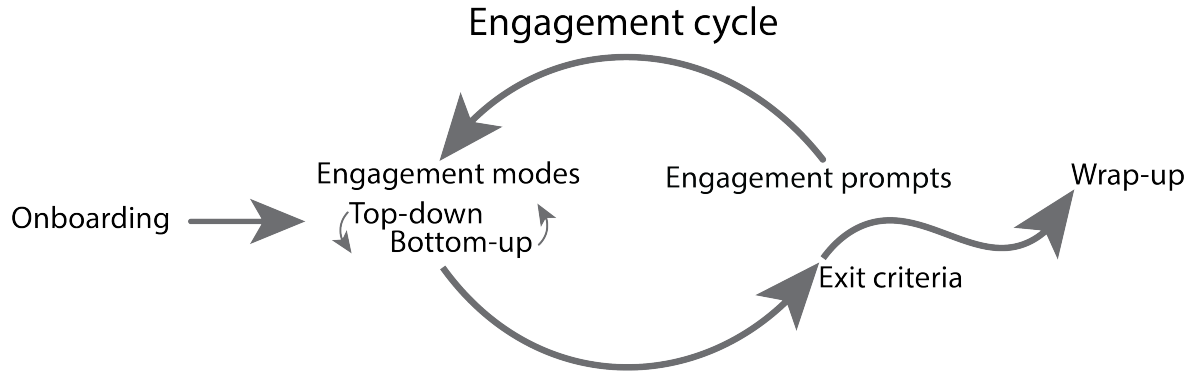 Engagement cycle
Engagement modes
Top-down
Bottom-up
Engagement prompts
Wrap-up
Onboarding
Exit criteria